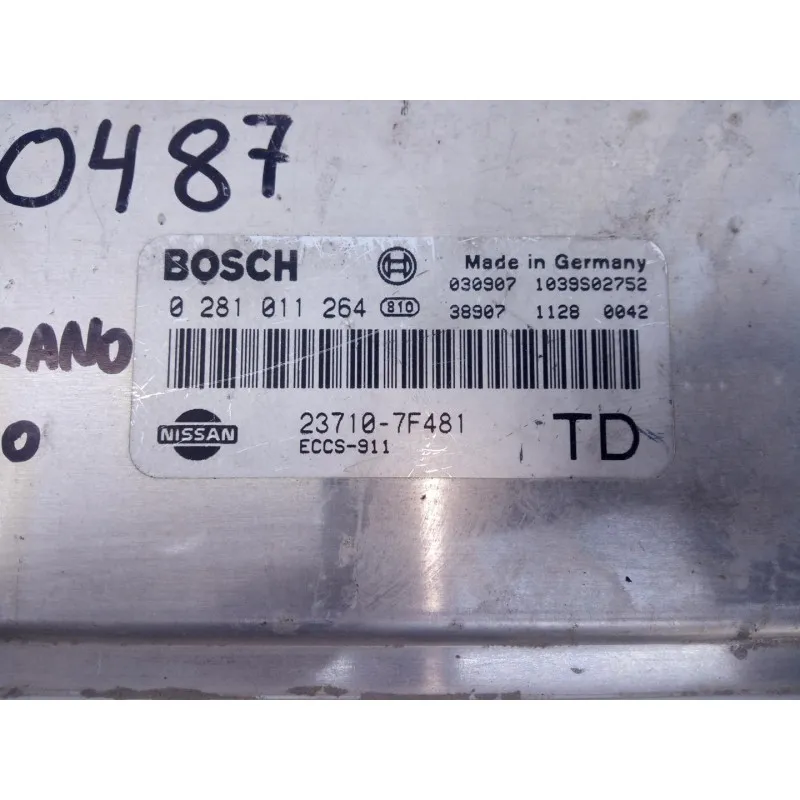 0487
BOSCH Made in Germany
030907 1039S02752
0 281 011 264 810 38907 1128 0042
RANO
0
NISSAN 23710-7F481 TD
ECCS-911